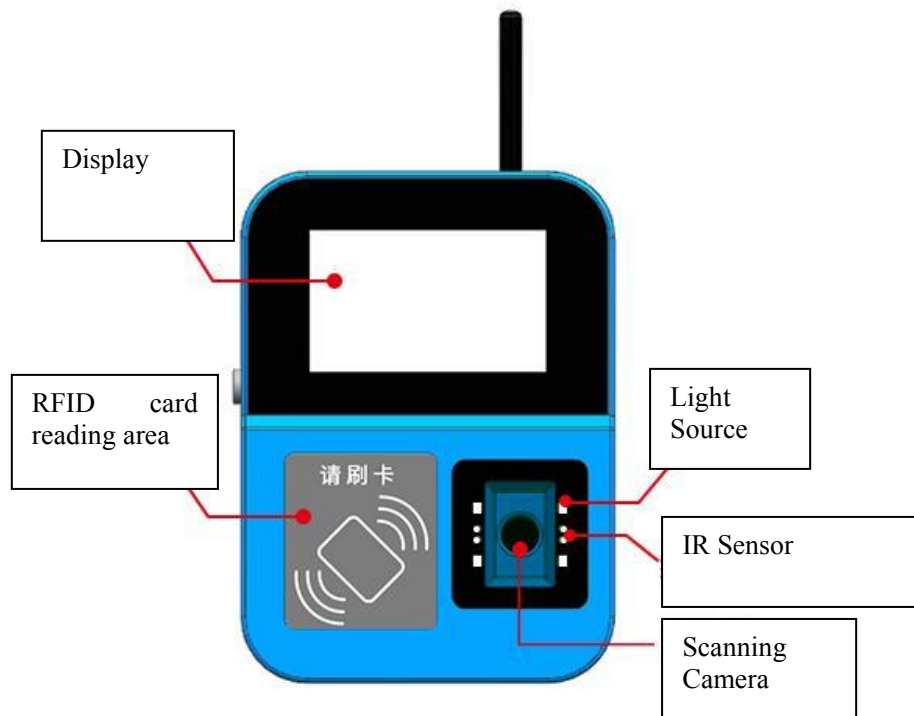 Display
RFID card
reading area
请刷卡
Light
Source
IR Sensor
Scanning
Camera